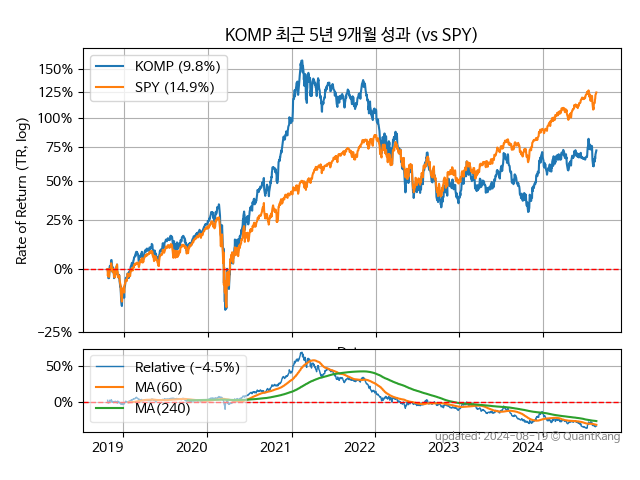 KOMP 최근 5년 9개월 성과 (vs SPY)
Rate of Return (TR, log)
150%
125%
100%
75%
50%
25%
0%
−25%
KOMP (9.8%)
SPY (14.9%)
50%
0%
Relative (-4.5%)
MA(60)
MA(240)
2019 2020 2021 2022 2023 2024
updated: 2024-08-19 © QuantKang